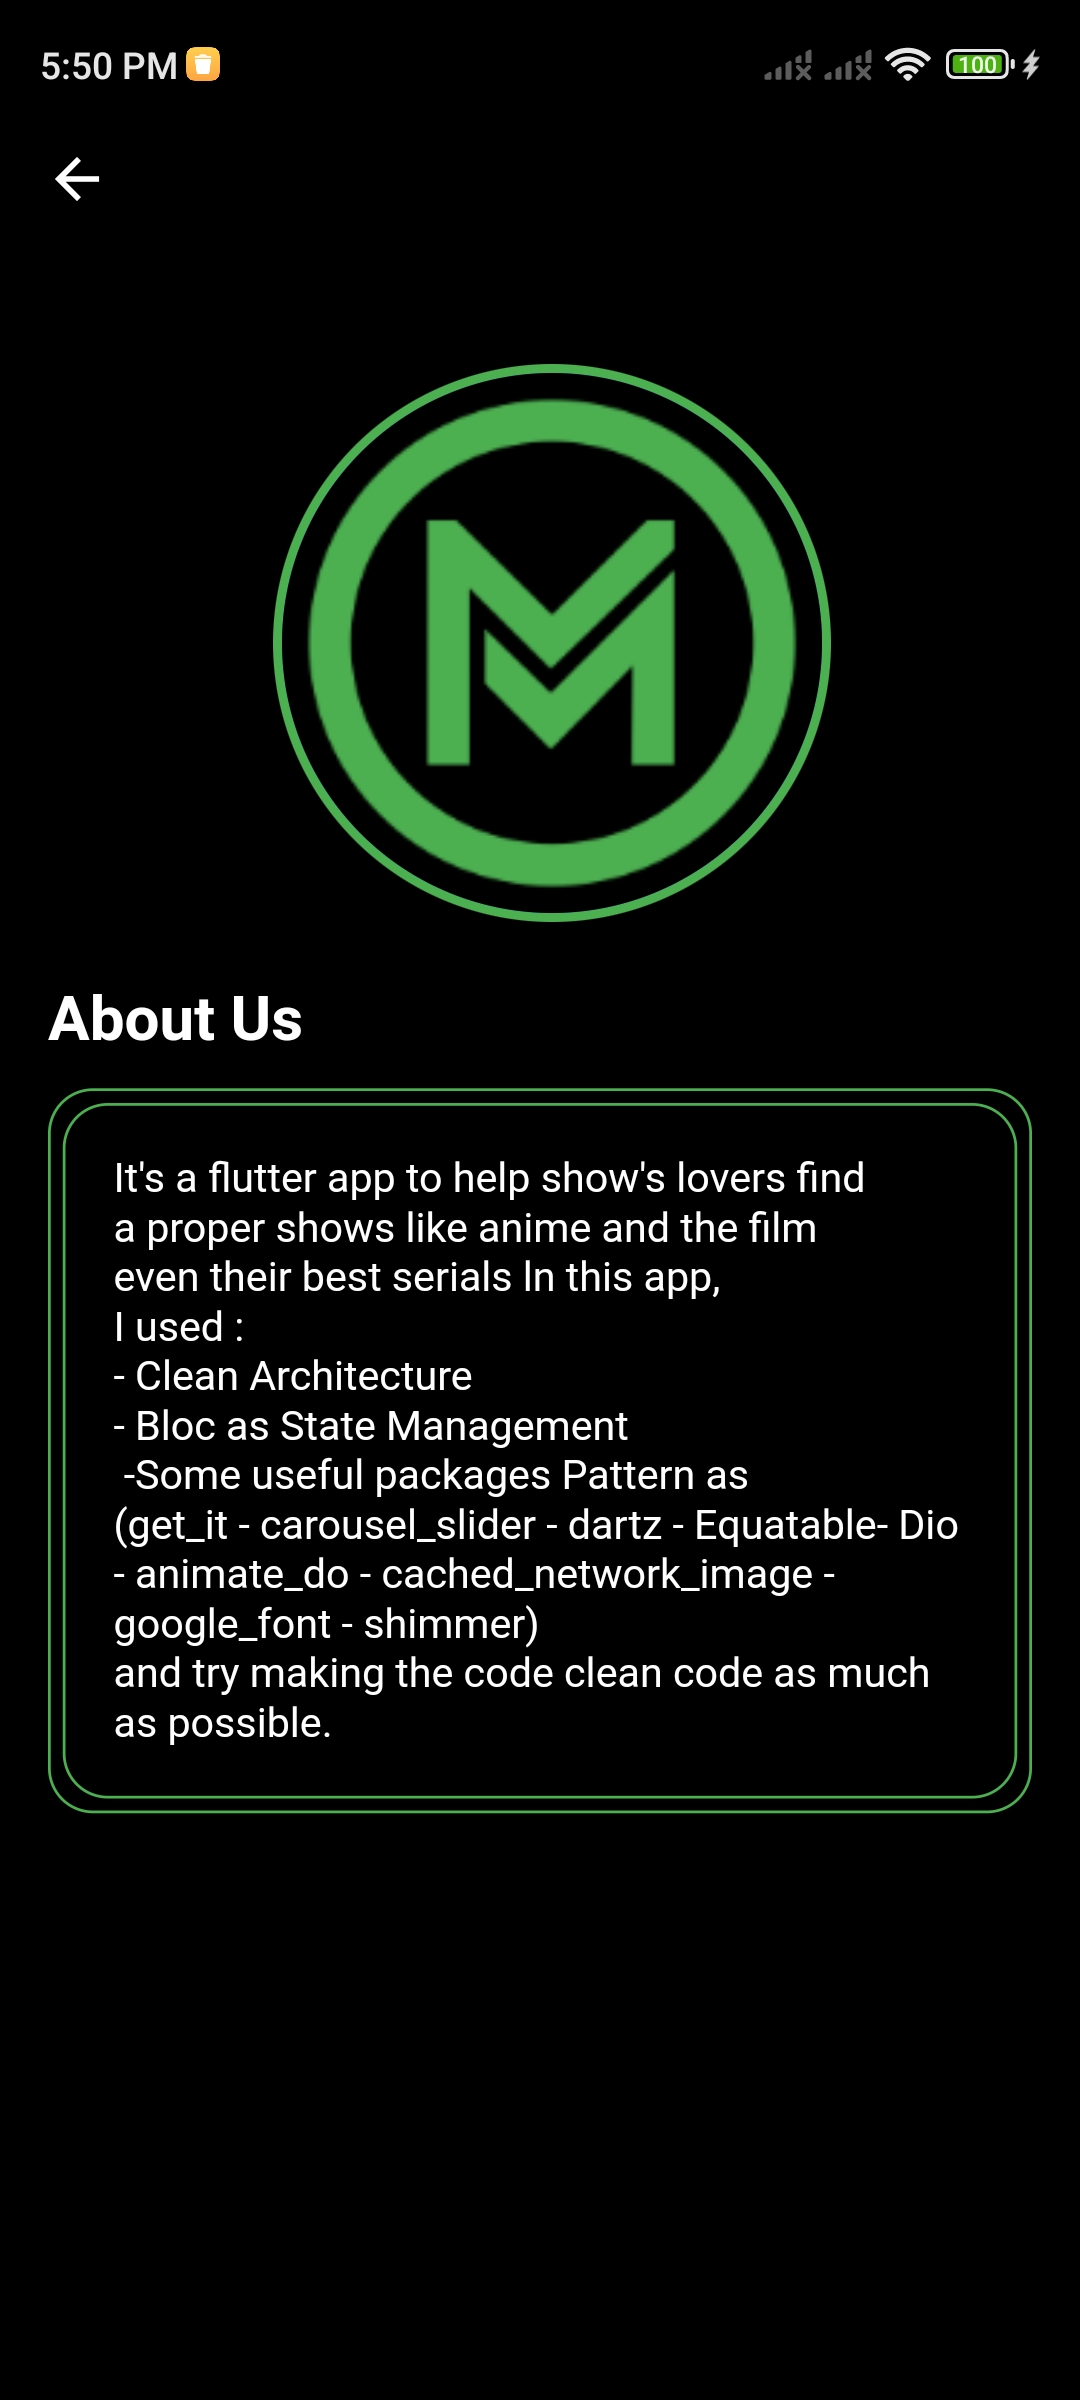 5:50 PM
100
M
About Us
It's a flutter app to help show's lovers find
a proper shows like anime and the film
even their best serials In this app,
I used :
- Clean Architecture
- Bloc as State Management
-Some useful packages Pattern as
(get_it - carousel_slider - dartz - Equatable- Dio
- animate_do - cached_network_image -
google_font - shimmer)
and try making the code clean code as much
as possible.